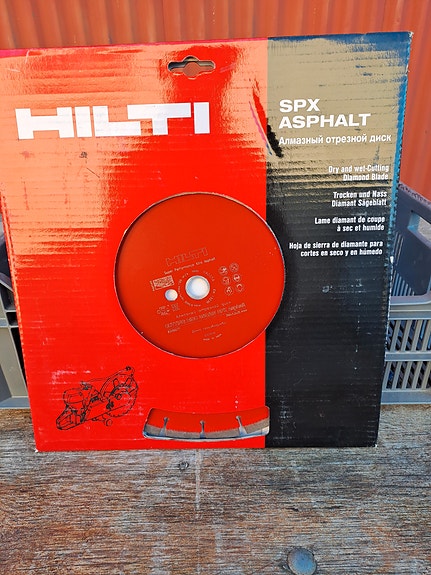 HILTI
SPX
ASPHALT
Алмазный отрезной диск
Dry and wet-Cutting
Diamond Blade
Trocken und Nass
Diamant Sägeblatt
Lame diamant de coupe
à sec et humide
Hoja de sierra de diamante para
cortes en seco y en húmedo
HILTI